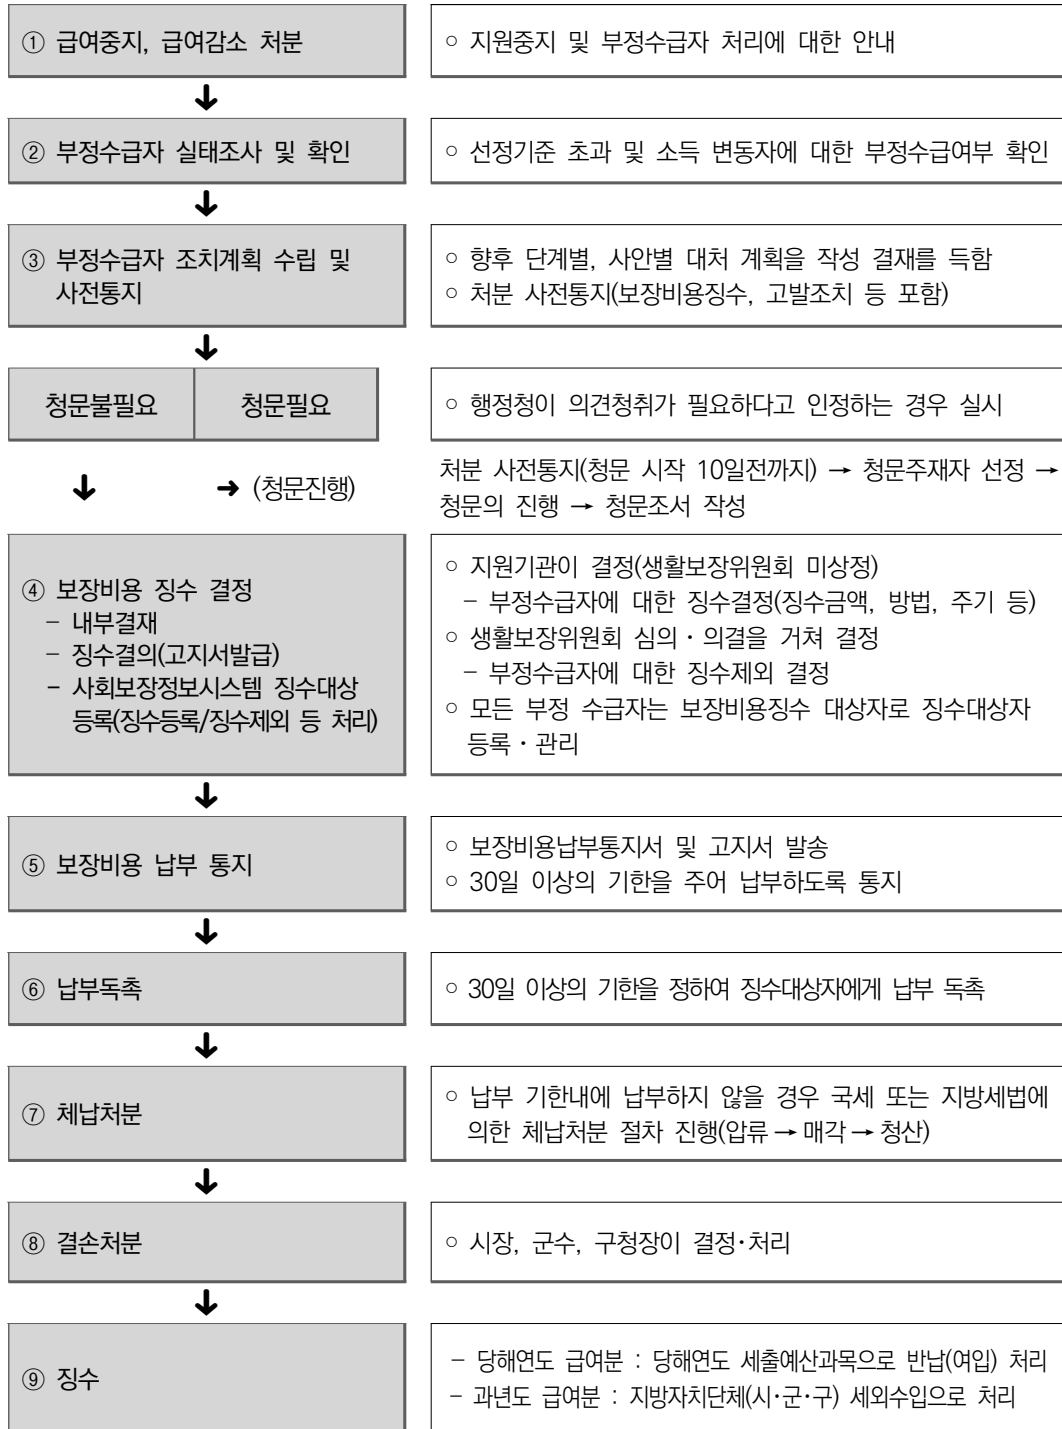 ① 급여중지, 급여감소 처분
○ 지원중지 및 부정수급자 처리에 대한 안내
② 부정수급자 실태조사 및 확인
○ 선정기준 초과 및 소득 변동자에 대한 부정수급여부 확인
③ 부정수급자 조치계획 수립 및
사전통지
○ 향후 단계별, 사안별 대처 계획을 작성 결재를 득함
○ 처분 사전통지(보장비용징수, 고발조치 등 포함)
청문불필요
청문필요
○ 행정청이 의견청취가 필요하다고 인정하는 경우 실시
↓ → (청문진행)
처분 사전통지(청문 시작 10일전까지) → 청문주재자 선정 →
청문의 진행 → 청문조서 작성
④ 보장비용 징수 결정
– 내부결재
– 징수결의(고지서발급)
– 사회보장정보시스템 징수대상
등록(징수등록/징수제외 등 처리)
○ 지원기관이 결정(생활보장위원회 미상정)
– 부정수급자에 대한 징수결정(징수금액, 방법, 주기 등)
○ 생활보장위원회 심의・의결을 거쳐 결정
– 부정수급자에 대한 징수제외 결정
○ 모든 부정 수급자는 보장비용징수 대상자로 징수대상자
등록・관리
⑤ 보장비용 납부 통지
○ 보장비용납부통지서 및 고지서 발송
○ 30일 이상의 기한을 주어 납부하도록 통지
⑥ 납부독촉
○ 30일 이상의 기한을 정하여 징수대상자에게 납부 독촉
⑦ 체납처분
○ 납부 기한내에 납부하지 않을 경우 국세 또는 지방세법에
의한 체납처분 절차 진행(압류 → 매각 → 청산)
⑧ 결손처분
○ 시장, 군수, 구청장이 결정·처리
⑨ 징수
– 당해연도 급여분 : 당해연도 세출예산과목으로 반납(여입) 처리
– 과년도 급여분 : 지방자치단체(시·군·구) 세외수입으로 처리